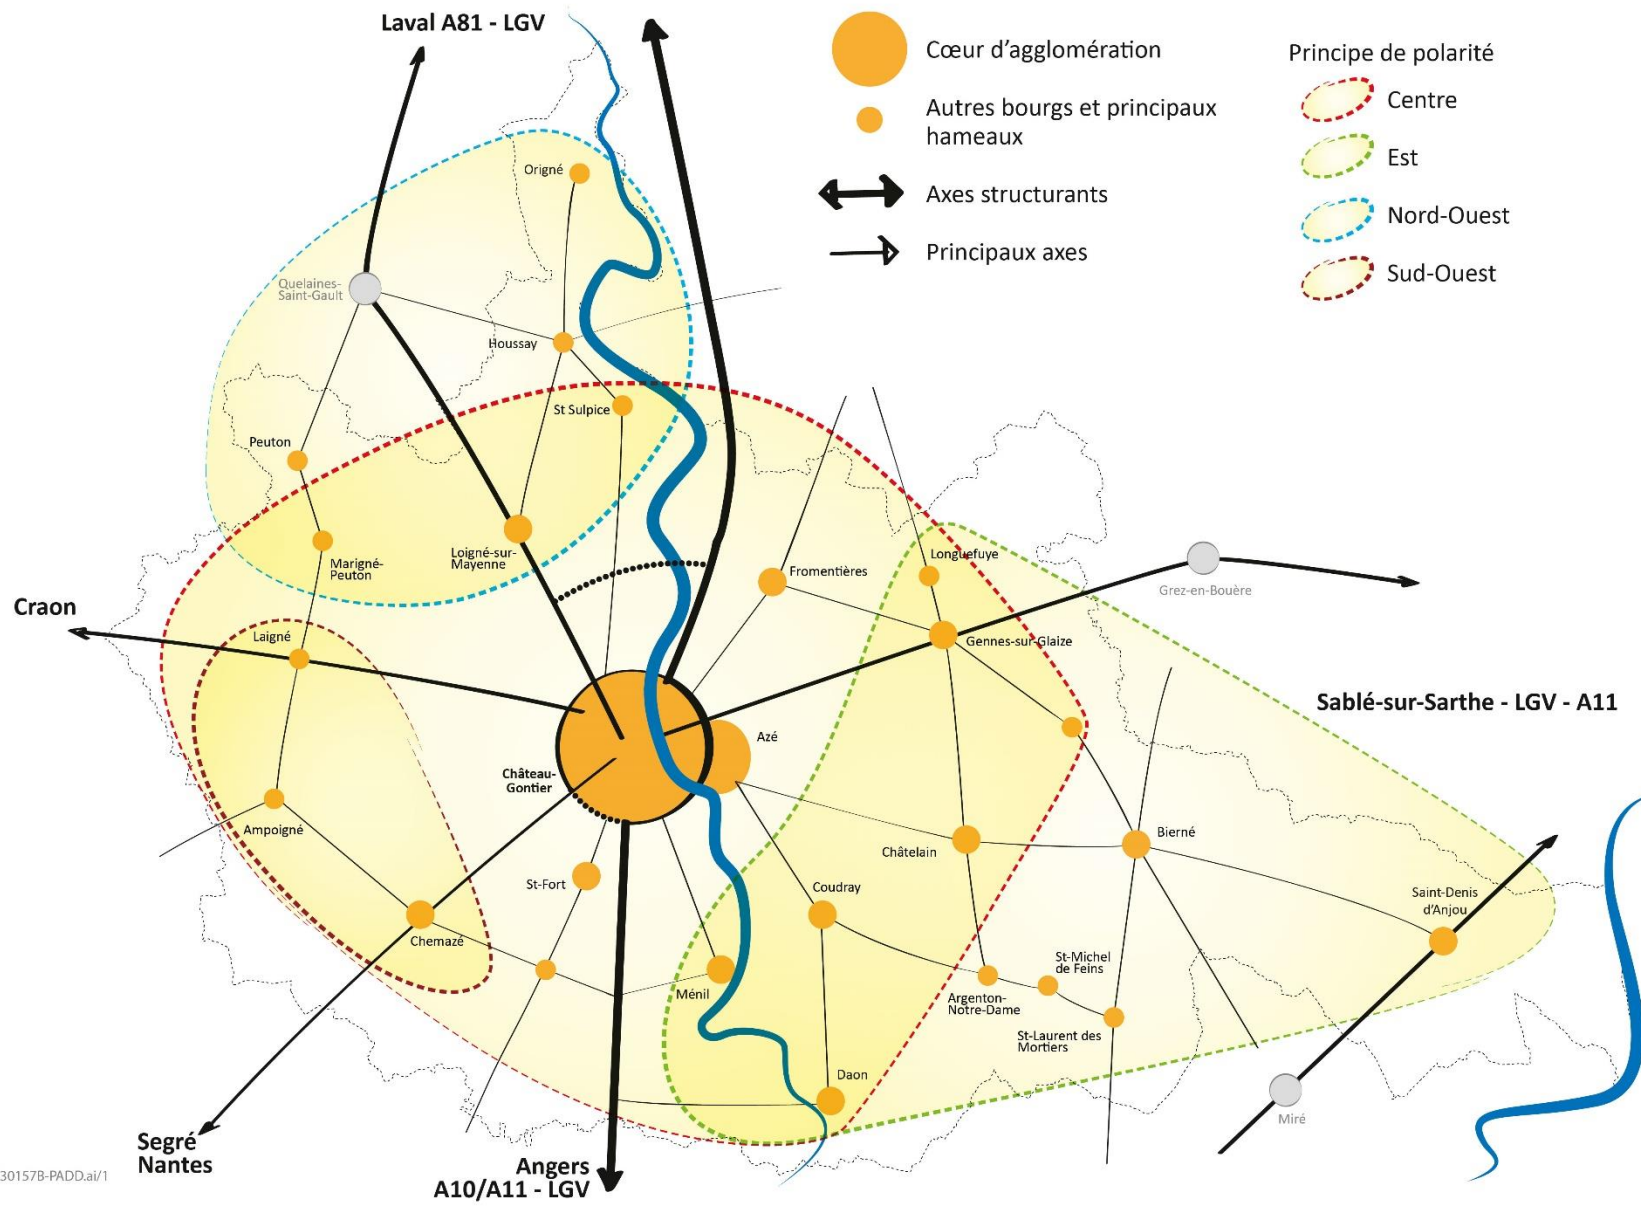 Laval A81 - LGV
Cœur d'agglomération
Autres bourgs et principaux
hameaux
Axes structurants
Principaux axes
Principe de polarité
Centre
Est
Nord-Ouest
Sud-Ouest
Origné
Quelaines-
Saint-Gault
Houssay
St Sulpice
Peuton
Marigné-
Peuton
Loigné-sur-
Mayenne
Fromentières
Longuefuye
Grez-en-Bouère
Craon
Laigné
Gennes-sur-Glaize
Sablé-sur-Sarthe - LGV - A11
Azé
Château-
Gontier
Ampoigné
Bierné
Châtelain
St-Fort
Coudray
Saint-Denis
d'Anjou
Chemazé
Ménil
St-Michel
de Feins
Argenton-
Notre-Dame
St-Laurent des
Mortiers
Daon
Miré
Segré
Nantes
Angers
A10/A11 - LGV
30157B-PADD.ai/1